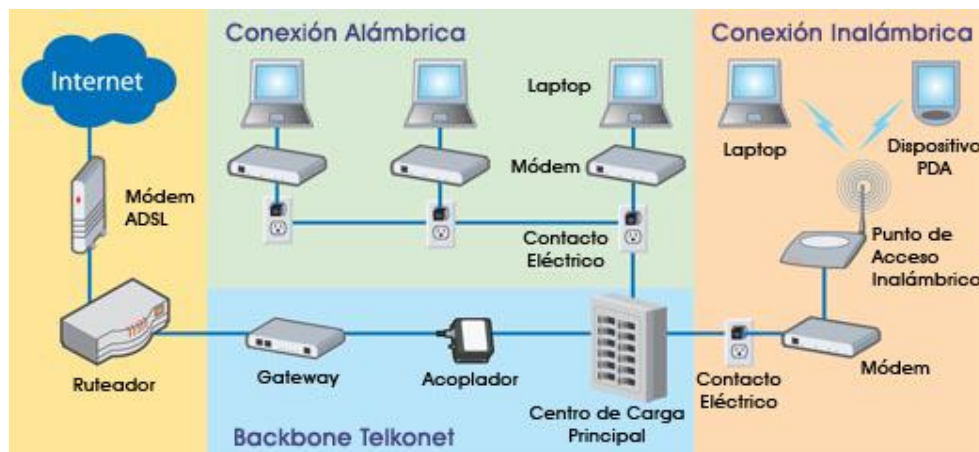 Internet
Módem
ADSL
Ruteador
Conexión Alámbrica
Laptop
Módem
Contacto
Eléctrico
Gateway
Acoplador
Centro de Carga
Principal
Backbone Telkonet
Conexión Inalámbrica
Laptop
Dispositivo
PDA
Punto de
Acceso
Inalámbrico
Contacto
Eléctrico
Módem